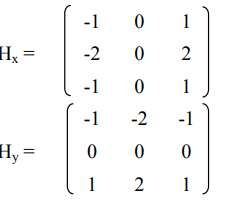 -1 0 1
Hx = -2 0 2
-1 0 1
-1 -2 -1
Hy = 0 0 0
1 2 1